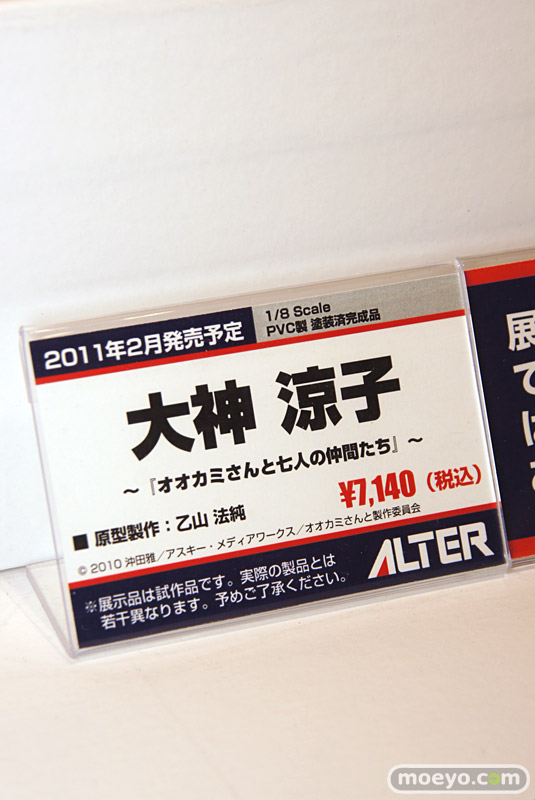 2011年2月発売予定
1/8 Scale
PVC製 塗装済完成品
大神 涼子
～『オオカミさんと七人の仲間たち』～
¥7,140（税込）
■ 原型製作：乙山 法純
© 2010 沖田雅／アスキー・メディアワークス／オオカミさんと製作委員会
ALTER
※展示品は試作品です。実際の製品とは
若干異なります。予めご了承ください。
展
で
は
moeyo.com